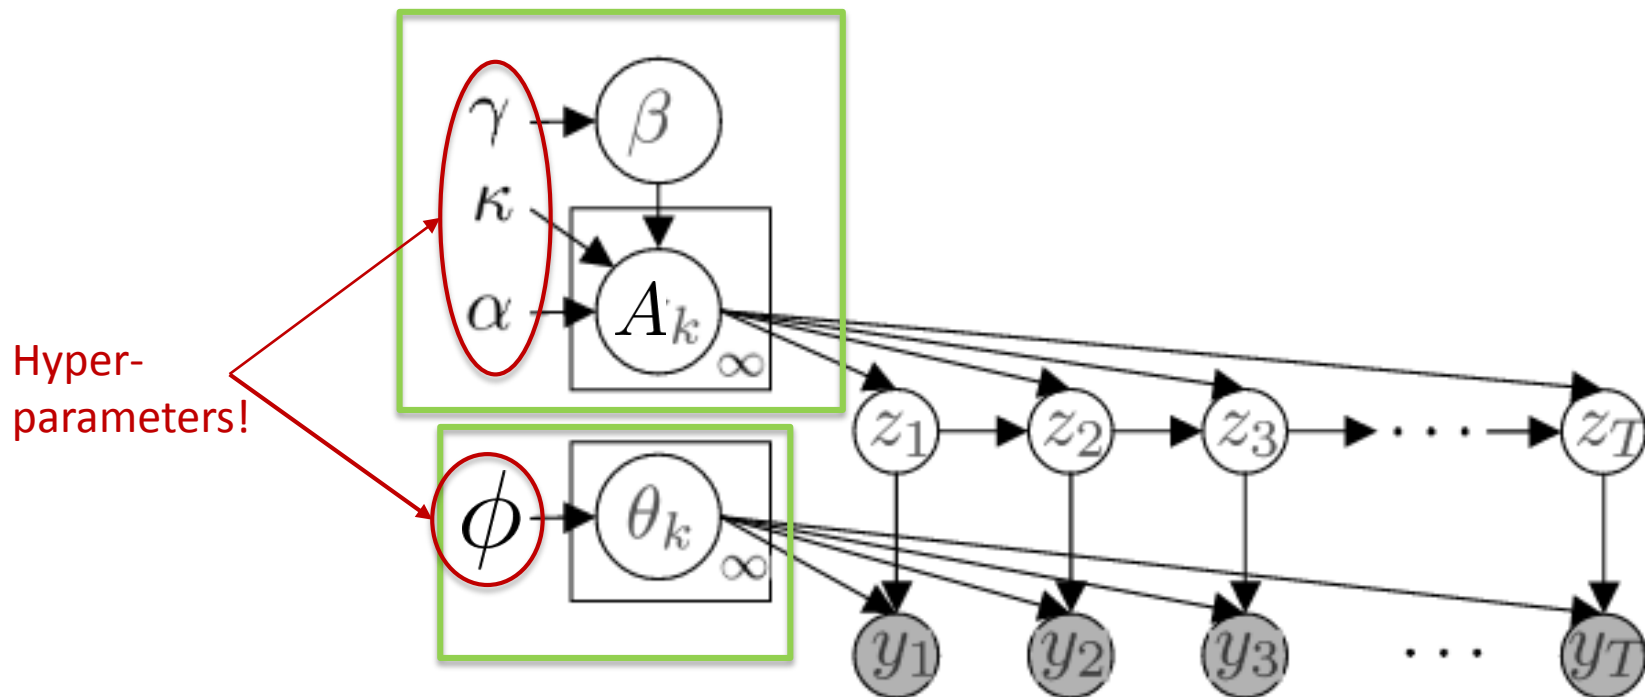 γ
β
κ
α
A_k
∞
Hyper-
parameters!
z_1
z_2
z_3
· · ·
z_T
ϕ
θ_k
∞
y_1
y_2
y_3
· · ·
y_T